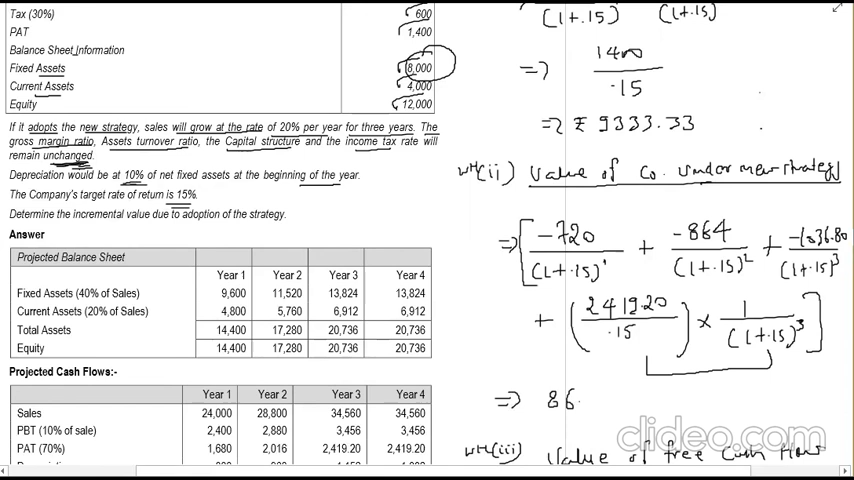 Tax (30%) 600
PAT 1,400
Balance Sheet Information
Fixed Assets 8,000
Current Assets 4,000
Equity 12,000
If it adopts the new strategy, sales will grow at the rate of 20% per year for three years. The
gross margin ratio, Assets turnover ratio, the Capital structure and the income tax rate will
remain unchanged.
Depreciation would be at 10% of net fixed assets at the beginning of the year.
The Company's target rate of return is 15%.
Determine the incremental value due to adoption of the strategy.
Answer
Projected Balance Sheet
Year 1 Year 2 Year 3 Year 4
Fixed Assets (40% of Sales) 9,600 11,520 13,824 13,824
Current Assets (20% of Sales) 4,800 5,760 6,912 6,912
Total Assets 14,400 17,280 20,736 20,736
Equity 14,400 17,280 20,736 20,736
Projected Cash Flows:-
Year 1 Year 2 Year 3 Year 4
Sales 24,000 28,800 34,560 34,560
PBT (10% of sale) 2,400 2,880 3,456 3,456
PAT (70%) 1,680 2,016 2,419.20 2,419.20
(1+.15) (1+.15)
=> 1400
.15
=> ₹ 9333.33
WN(ii) Value of Co. under new strategy
=> [ -720 + -864 + -1036.80
(1+.15)¹ (1+.15)² (1+.15)³
+ ( 2419.20 ) × 1 ]
.15 (1+.15)³
=> 86
clideo.com
WN(iii) Value of free Cash flow